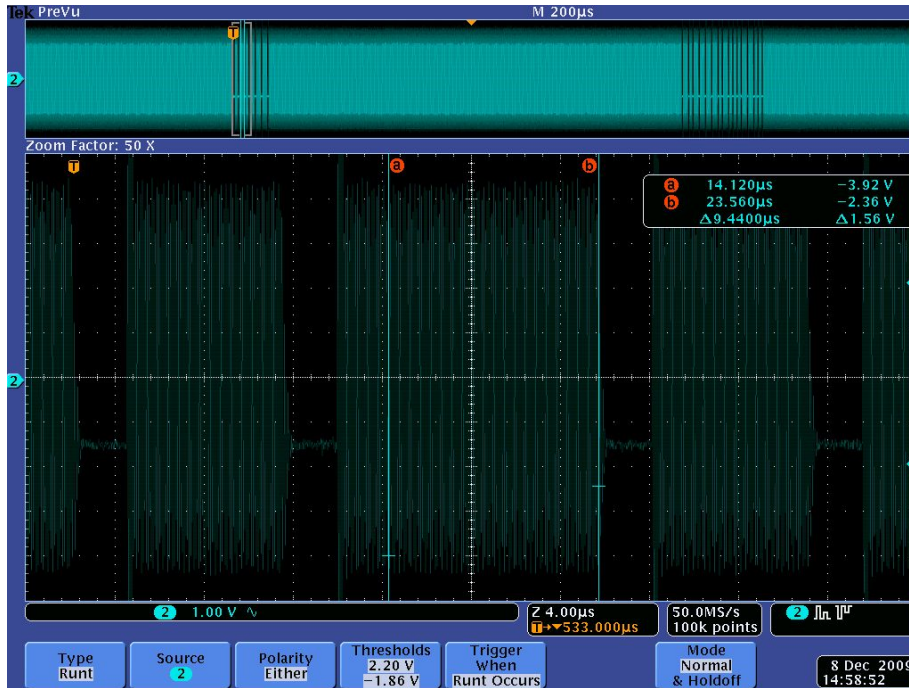 Tek PreVu M 200µs
T
2
Zoom Factor: 50 X
T a b
a 14.120µs −3.92 V
b 23.560µs −2.36 V
Δ9.4400µs Δ1.56 V
2
2 1.00 V ∿ Z 4.00µs 50.0MS/s 2
T→▼533.000µs 100k points
Type Source Polarity Thresholds Trigger Mode
Runt 2 Either 2.20 V When Normal
−1.86 V Runt Occurs & Holdoff
8 Dec 2009
14:58:52